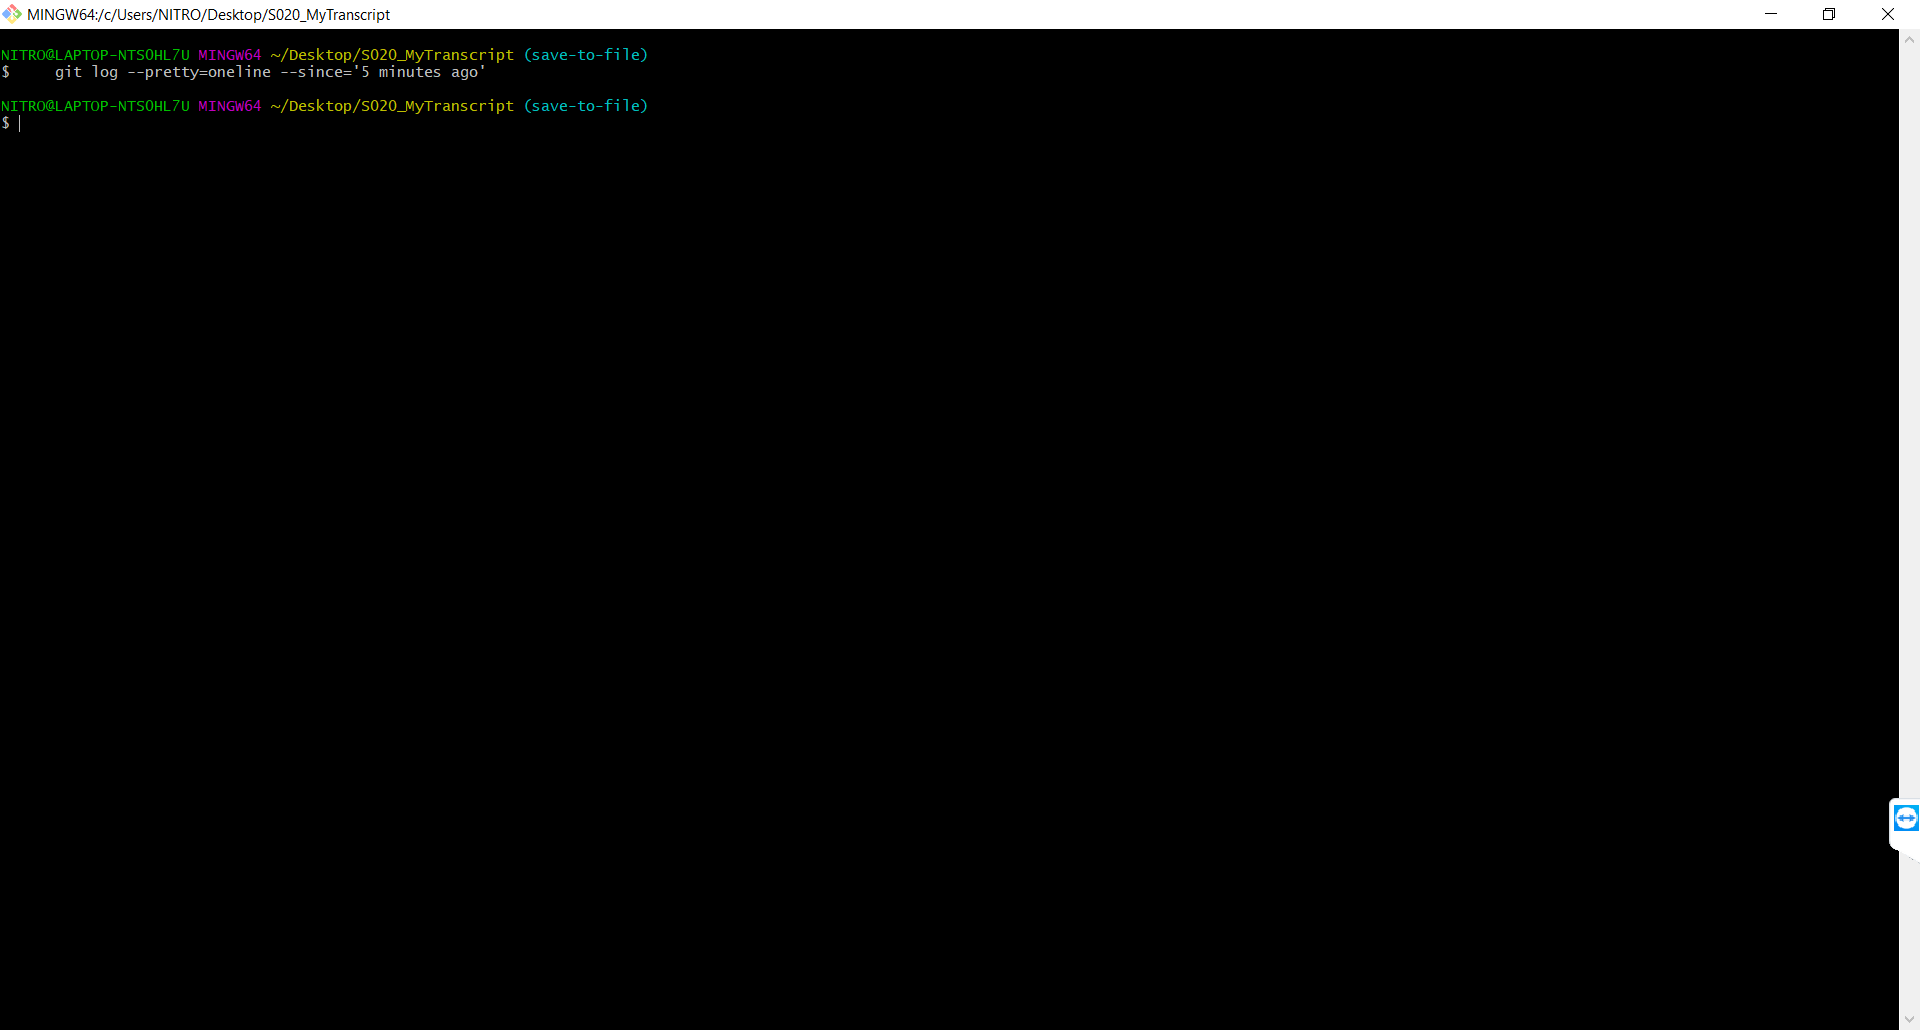 MINGW64:/c/Users/NITRO/Desktop/S020_MyTranscript
NITRO@LAPTOP-NTSOHL7U MINGW64 ~/Desktop/S020_MyTranscript (save-to-file)
$     git log --pretty=oneline --since='5 minutes ago'
NITRO@LAPTOP-NTSOHL7U MINGW64 ~/Desktop/S020_MyTranscript (save-to-file)
$